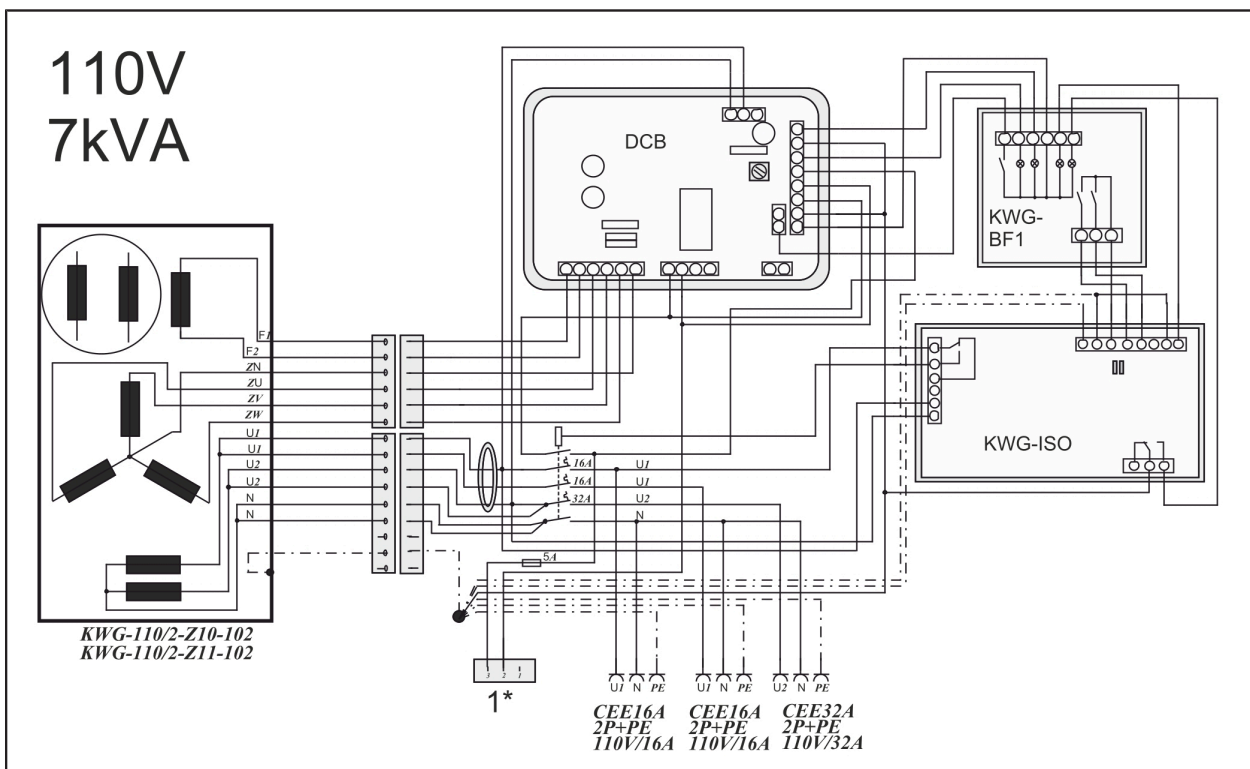 110V
7kVA
DCB
KWG-
BF1
KWG-ISO
F1
F2
ZN
ZU
ZV
ZW
U1
U1
U2
U2
N
N
16A
U1
16A
U1
32A
U2
N
5A
KWG-110/2-Z10-102
KWG-110/2-Z11-102
3 2 1
1*
U1 N PE
U1 N PE
U2 N PE
CEE16A
2P+PE
110V/16A
CEE16A
2P+PE
110V/16A
CEE32A
2P+PE
110V/32A